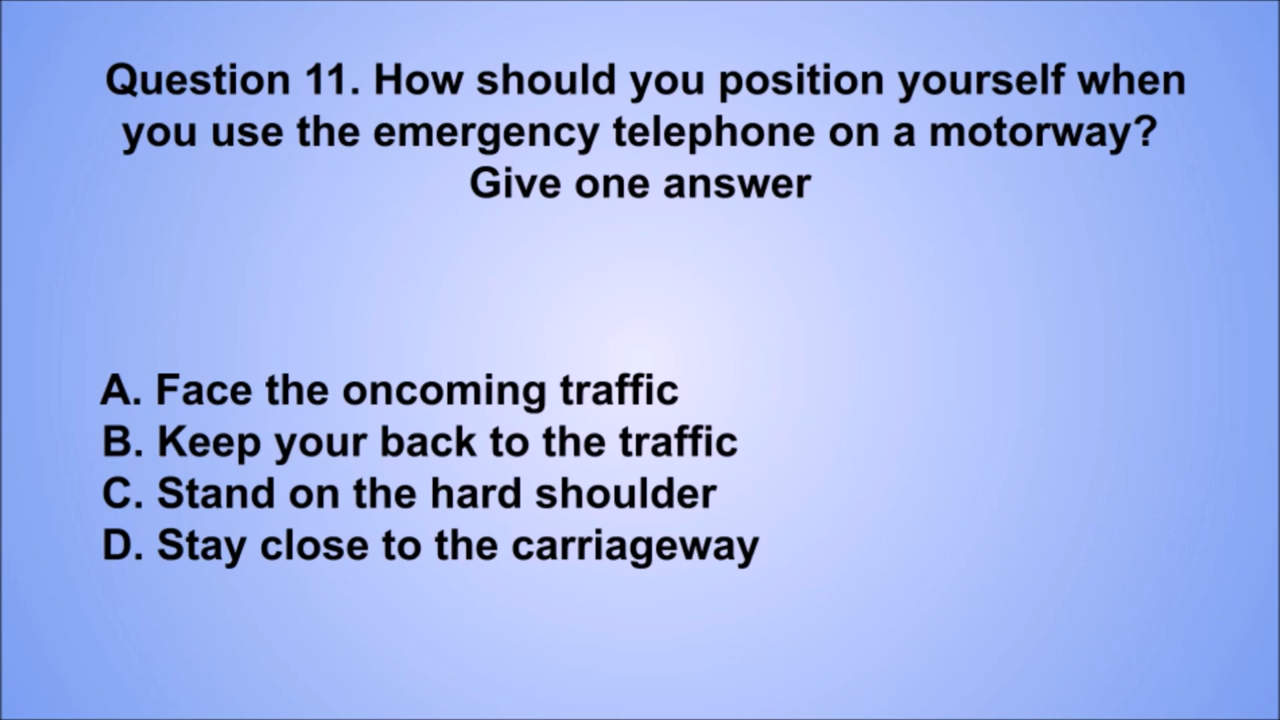 Question 11. How should you position yourself when
you use the emergency telephone on a motorway?
Give one answer
A. Face the oncoming traffic
B. Keep your back to the traffic
C. Stand on the hard shoulder
D. Stay close to the carriageway